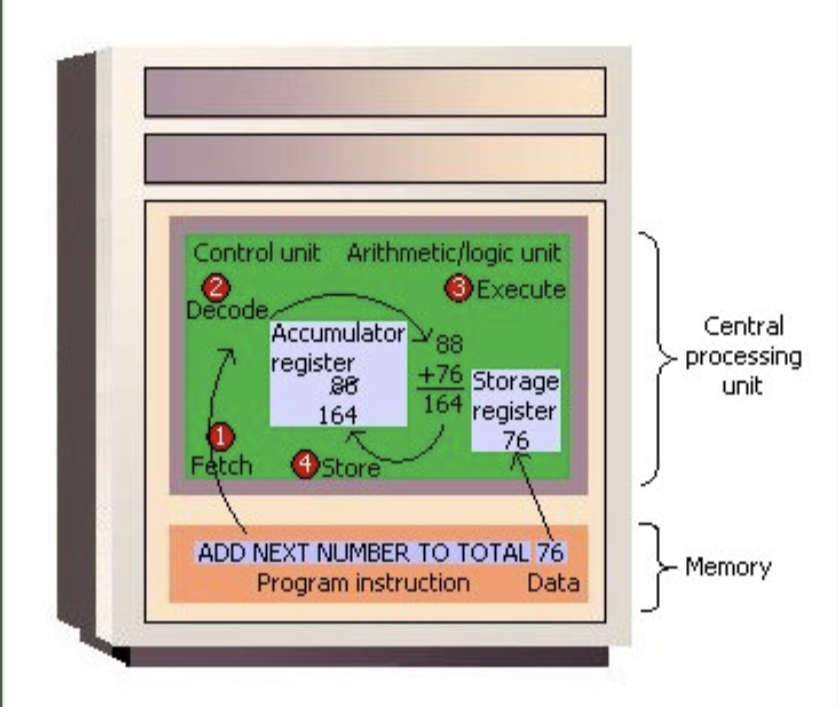 Control unit
Arithmetic/logic unit
2
Decode
3 Execute
Accumulator
register
164
88
+76
164
Storage
register
76
1
Fetch
4 Store
Central
processing
unit
ADD NEXT NUMBER TO TOTAL 76
Program instruction
Data
Memory